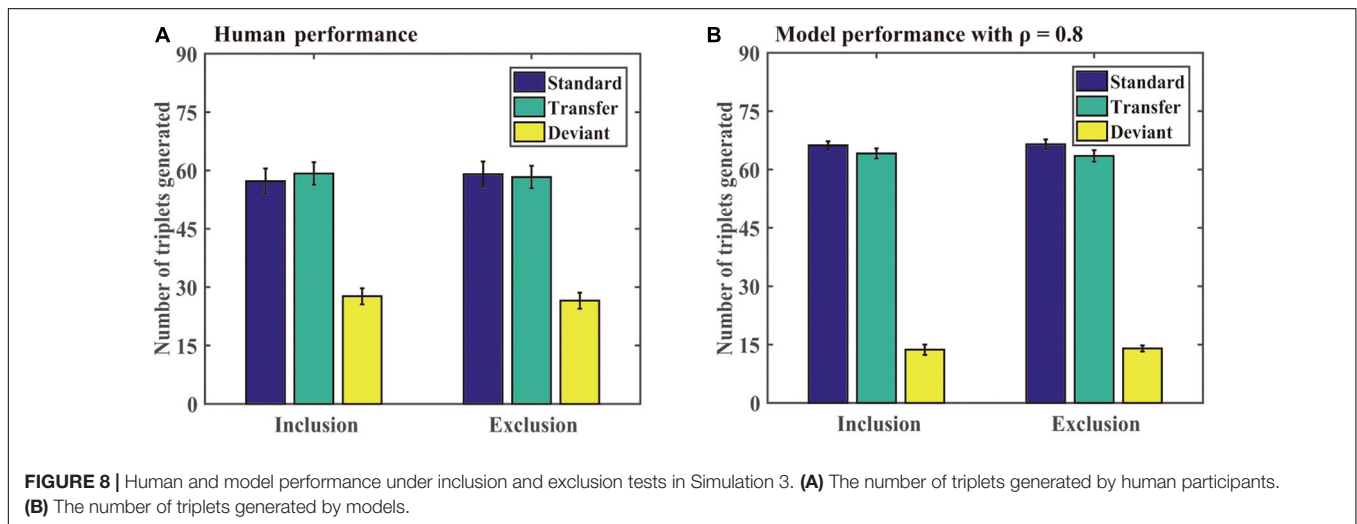 A Human performance
Number of triplets generated
90
75
60
45
30
15
0
Standard
Transfer
Deviant
Inclusion Exclusion
B Model performance with ρ = 0.8
Number of triplets generated
90
75
60
45
30
15
0
Standard
Transfer
Deviant
Inclusion Exclusion
FIGURE 8 | Human and model performance under inclusion and exclusion tests in Simulation 3. (A) The number of triplets generated by human participants.
(B) The number of triplets generated by models.